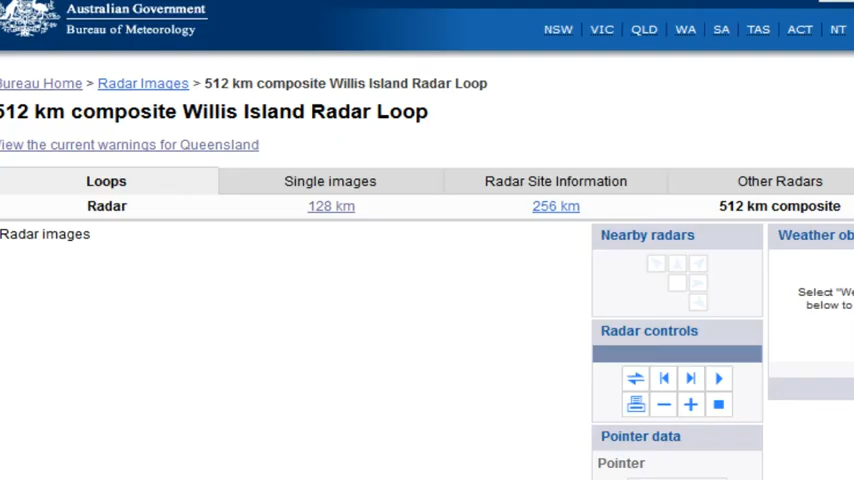 Australian Government
Bureau of Meteorology
NSW VIC QLD WA SA TAS ACT NT
Bureau Home > Radar Images > 512 km composite Willis Island Radar Loop
512 km composite Willis Island Radar Loop
View the current warnings for Queensland
Loops Single images Radar Site Information Other Radars
Radar 128 km 256 km 512 km composite
Radar images
Nearby radars
Weather ob
Select "We
below to
Radar controls
Pointer data
Pointer